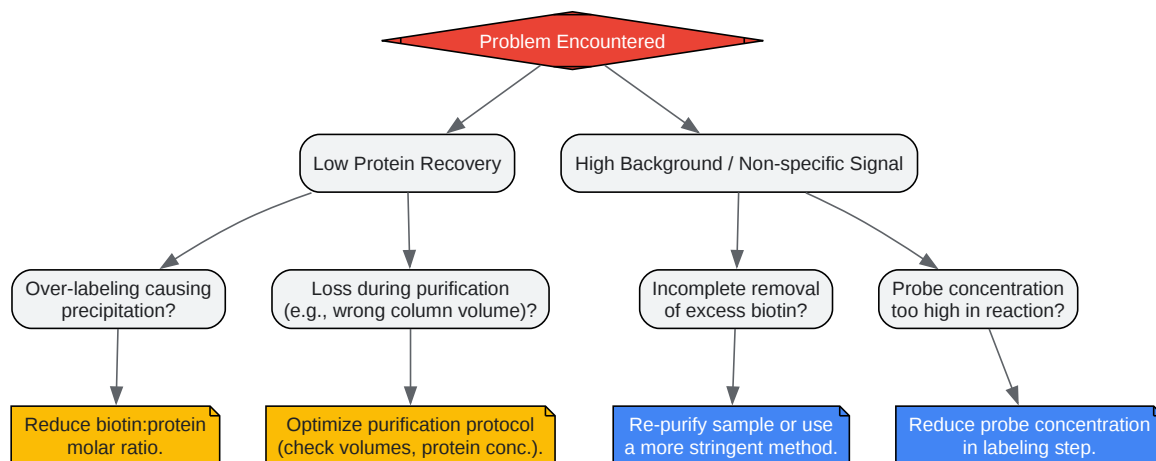 Problem Encountered
Low Protein Recovery
High Background / Non-specific Signal
Over-labeling causing
precipitation?
Loss during purification
(e.g., wrong column volume)?
Incomplete removal
of excess biotin?
Probe concentration
too high in reaction?
Reduce biotin:protein
molar ratio.
Optimize purification protocol
(check volumes, protein conc.).
Re-purify sample or use
a more stringent method.
Reduce probe concentration
in labeling step.